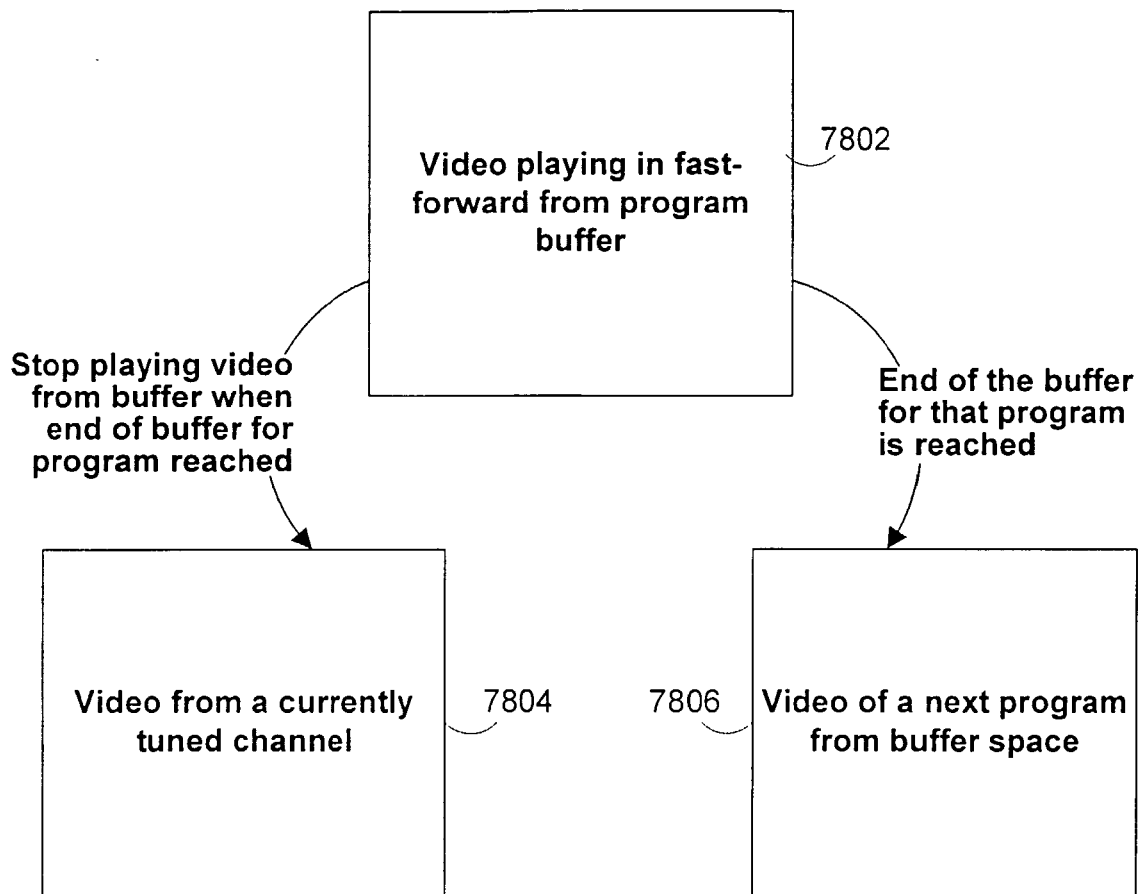 Video playing in fast-
forward from program
buffer
7802
Stop playing video
from buffer when
end of buffer for
program reached
End of the buffer
for that program
is reached
Video from a currently
tuned channel
7804
7806
Video of a next program
from buffer space